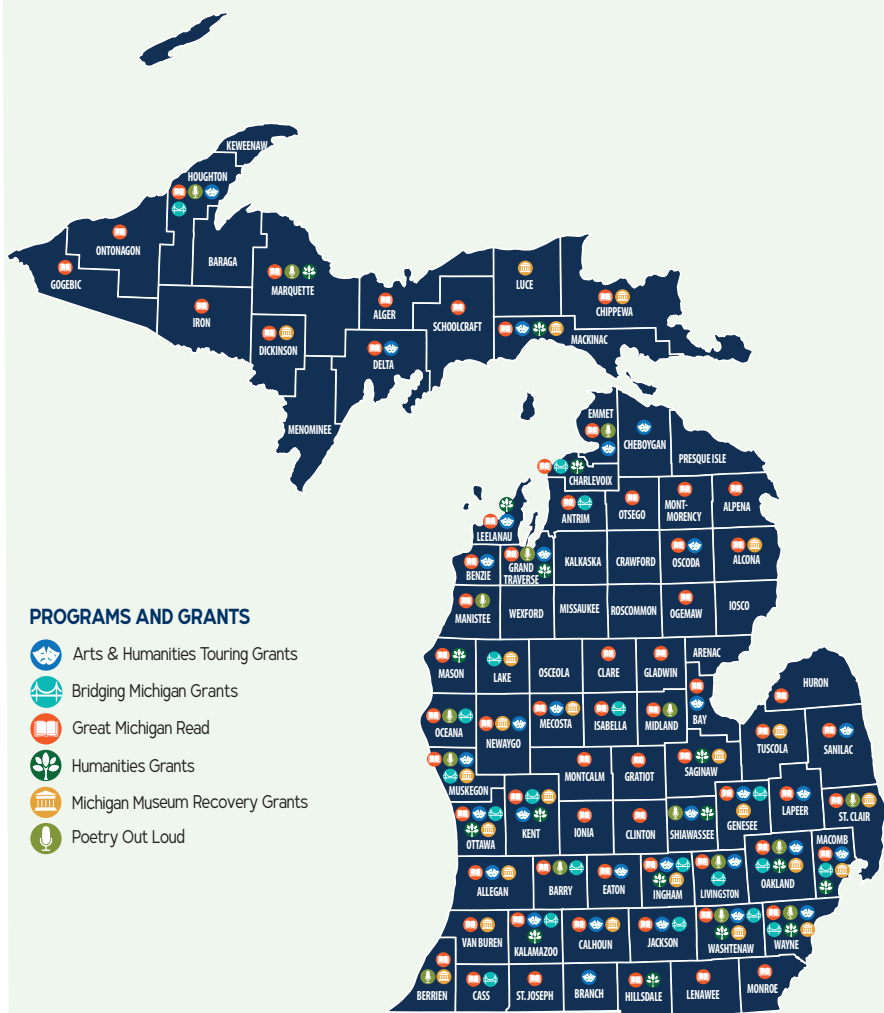 KEWEENAW
HOUGHTON
ONTONAGON
BARAGA
GOGEBIC
MARQUETTE
LUCE
ALGER
CHIPPEWA
IRON
SCHOOLCRAFT
MACKINAC
DICKINSON
DELTA
MENOMINEE
EMMET
CHEBOYGAN
PRESQUE ISLE
CHARLEVOIX
ANTRIM
OTSEGO
MONT-
MORENCY
ALPENA
LEELANAU
BENZIE
GRAND
TRAVERSE
KALKASKA
CRAWFORD
OSCODA
ALCONA
MANISTEE
WEXFORD
MISSAUKEE
ROSCOMMON
OGEMAW
IOSCO
PROGRAMS AND GRANTS
Arts & Humanities Touring Grants
Bridging Michigan Grants
Great Michigan Read
Humanities Grants
Michigan Museum Recovery Grants
Poetry Out Loud
MASON
LAKE
OSCEOLA
CLARE
GLADWIN
ARENAC
HURON
OCEANA
NEWAYGO
MECOSTA
ISABELLA
MIDLAND
BAY
TUSCOLA
SANILAC
MUSKEGON
MONTCALM
GRATIOT
SAGINAW
OTTAWA
KENT
IONIA
CLINTON
SHIAWASSEE
GENESEE
LAPEER
ST. CLAIR
MACOMB
ALLEGAN
BARRY
EATON
INGHAM
LIVINGSTON
OAKLAND
VAN BUREN
KALAMAZOO
CALHOUN
JACKSON
WASHTENAW
WAYNE
BERRIEN
CASS
ST. JOSEPH
BRANCH
HILLSDALE
LENAWEE
MONROE